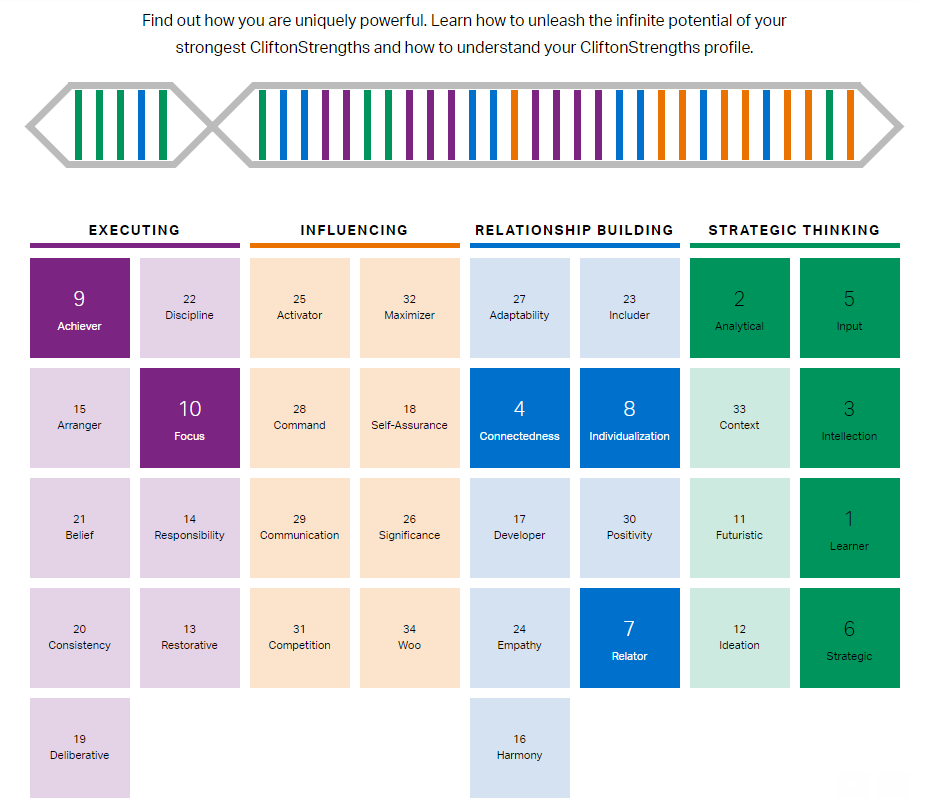 Find out how you are uniquely powerful. Learn how to unleash the infinite potential of your
strongest CliftonStrengths and how to understand your CliftonStrengths profile.
EXECUTING
INFLUENCING
RELATIONSHIP BUILDING
STRATEGIC THINKING
9
Achiever
22
Discipline
25
Activator
32
Maximizer
27
Adaptability
23
Includer
2
Analytical
5
Input
15
Arranger
10
Focus
28
Command
18
Self-Assurance
4
Connectedness
8
Individualization
33
Context
3
Intellection
21
Belief
14
Responsibility
29
Communication
26
Significance
17
Developer
30
Positivity
11
Futuristic
1
Learner
20
Consistency
13
Restorative
31
Competition
34
Woo
24
Empathy
7
Relator
12
Ideation
6
Strategic
19
Deliberative
16
Harmony